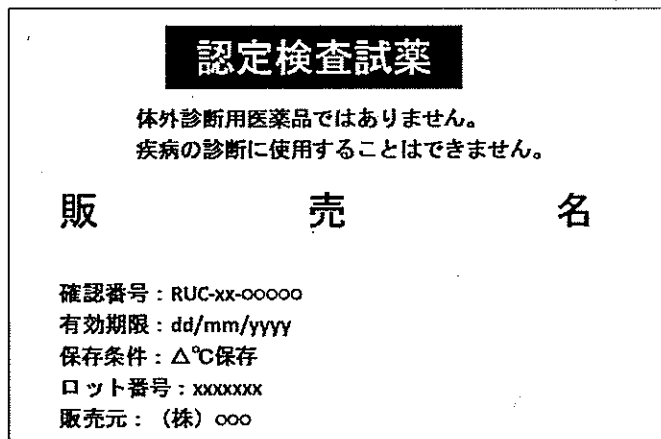 認定検査試薬
体外診断用医薬品ではありません。
疾病の診断に使用することはできません。
販 売 名
確認番号：RUC-xx-ooooo
有効期限：dd/mm/yyyy
保存条件：△℃保存
ロット番号：xxxxxxx
販売元：（株）ooo